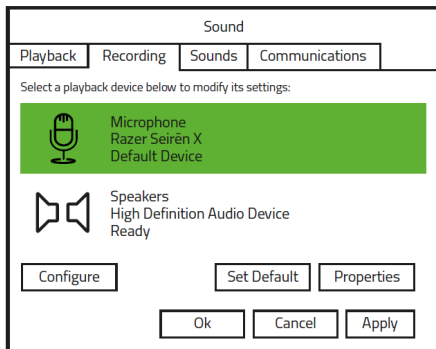 Sound
Playback Recording Sounds Communications
Select a playback device below to modify its settings:
Microphone
Razer Seirēn X
Default Device
Speakers
High Definition Audio Device
Ready
Configure Set Default Properties
Ok Cancel Apply